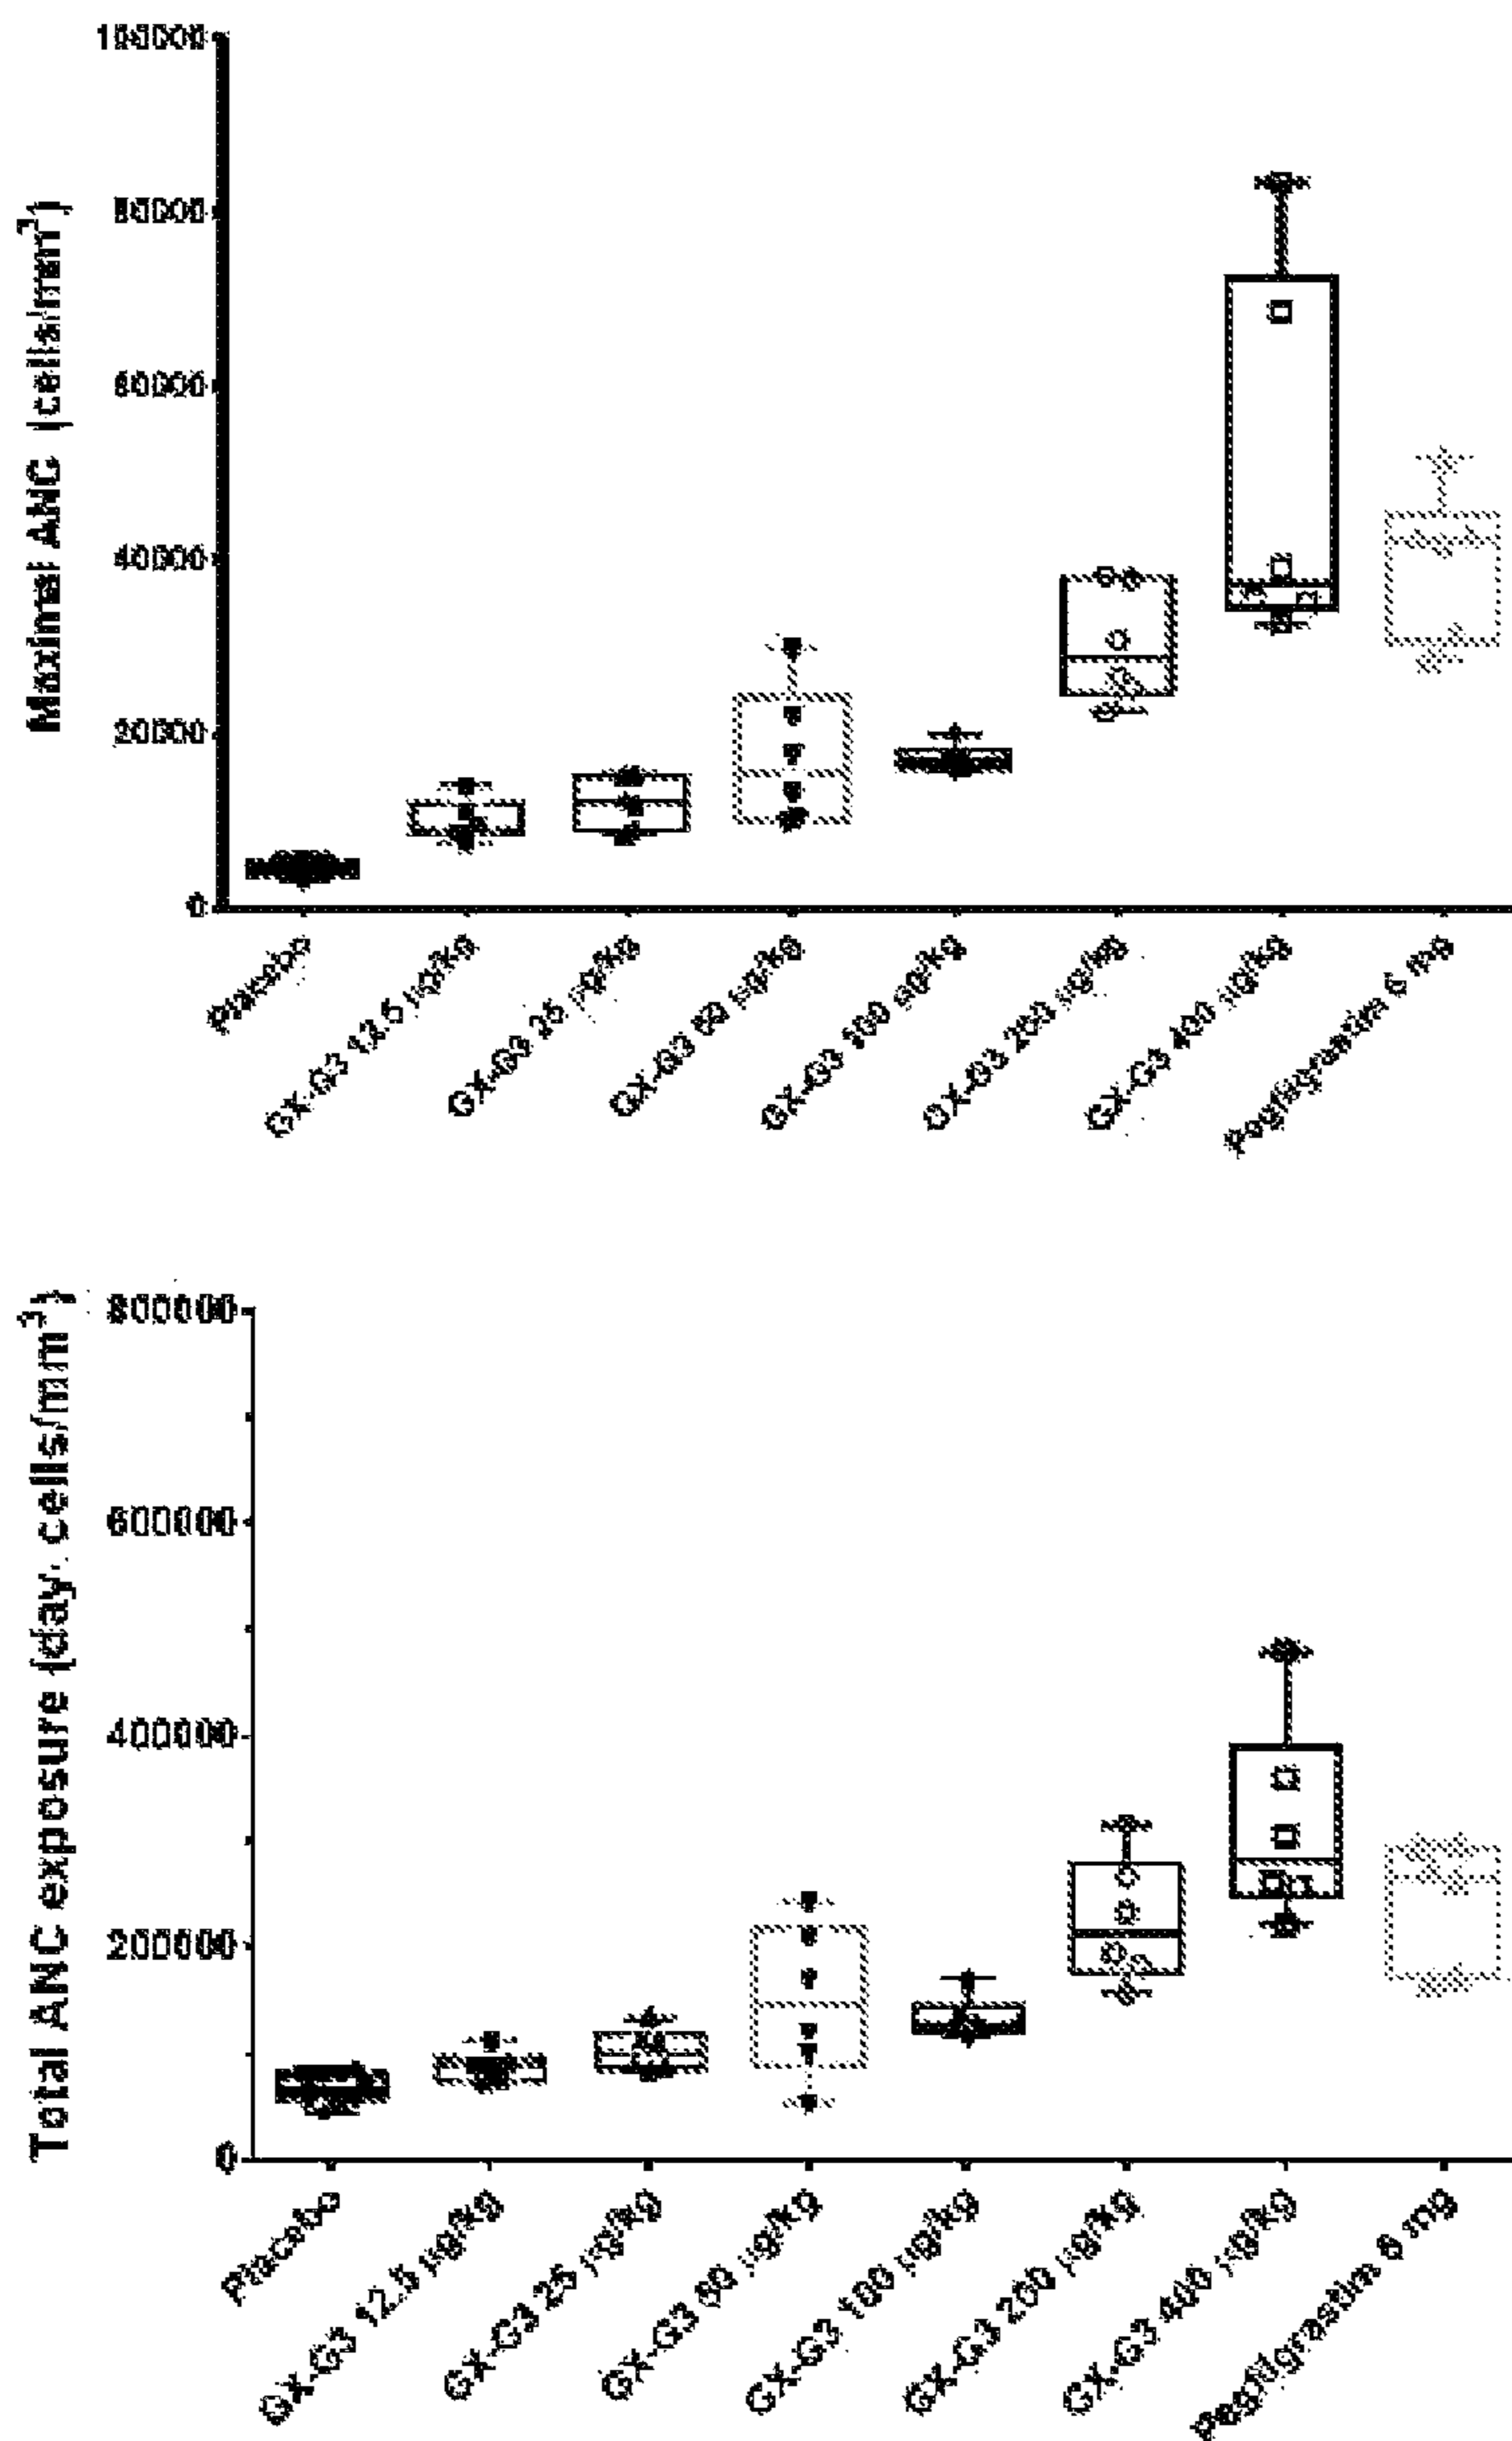 Maximal ANC (cells/mm³)
100000
80000
60000
40000
20000
0
Placebo
GX-G3 12.5 µg/kg
GX-G3 25 µg/kg
GX-G3 50 µg/kg
GX-G3 100 µg/kg
GX-G3 200 µg/kg
GX-G3 400 µg/kg
Pegfilgrastim 6 mg
Total ANC exposure (day. cells/mm³)
800000
600000
400000
200000
0
Placebo
GX-G3 12.5 µg/kg
GX-G3 25 µg/kg
GX-G3 50 µg/kg
GX-G3 100 µg/kg
GX-G3 200 µg/kg
GX-G3 400 µg/kg
Pegfilgrastim 6 mg